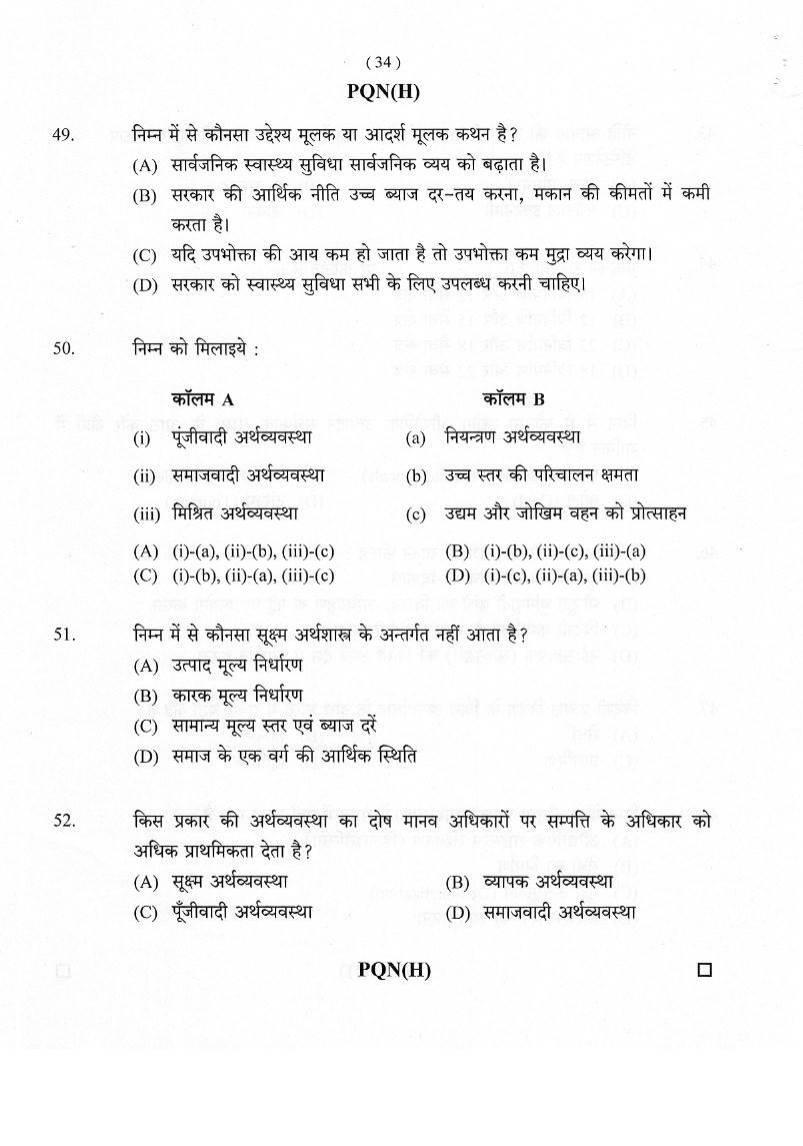 ( 34 )
PQN(H)
49. निम्न में से कौनसा उद्देश्य मूलक या आदर्श मूलक कथन है?
(A) सार्वजनिक स्वास्थ्य सुविधा सार्वजनिक व्यय को बढ़ाता है।
(B) सरकार की आर्थिक नीति उच्च ब्याज दर-तय करना, मकान की कीमतों में कमी
करता है।
(C) यदि उपभोक्ता की आय कम हो जाता है तो उपभोक्ता कम मुद्रा व्यय करेगा।
(D) सरकार को स्वास्थ्य सुविधा सभी के लिए उपलब्ध करनी चाहिए।
50. निम्न को मिलाइये :
कॉलम A कॉलम B
(i) पूंजीवादी अर्थव्यवस्था (a) नियन्त्रण अर्थव्यवस्था
(ii) समाजवादी अर्थव्यवस्था (b) उच्च स्तर की परिचालन क्षमता
(iii) मिश्रित अर्थव्यवस्था (c) उद्यम और जोखिम वहन को प्रोत्साहन
(A) (i)-(a), (ii)-(b), (iii)-(c) (B) (i)-(b), (ii)-(c), (iii)-(a)
(C) (i)-(b), (ii)-(a), (iii)-(c) (D) (i)-(c), (ii)-(a), (iii)-(b)
51. निम्न में से कौनसा सूक्ष्म अर्थशास्त्र के अन्तर्गत नहीं आता है?
(A) उत्पाद मूल्य निर्धारण
(B) कारक मूल्य निर्धारण
(C) सामान्य मूल्य स्तर एवं ब्याज दरें
(D) समाज के एक वर्ग की आर्थिक स्थिति
52. किस प्रकार की अर्थव्यवस्था का दोष मानव अधिकारों पर सम्पत्ति के अधिकार को
अधिक प्राथमिकता देता है?
(A) सूक्ष्म अर्थव्यवस्था (B) व्यापक अर्थव्यवस्था
(C) पूँजीवादी अर्थव्यवस्था (D) समाजवादी अर्थव्यवस्था
PQN(H)